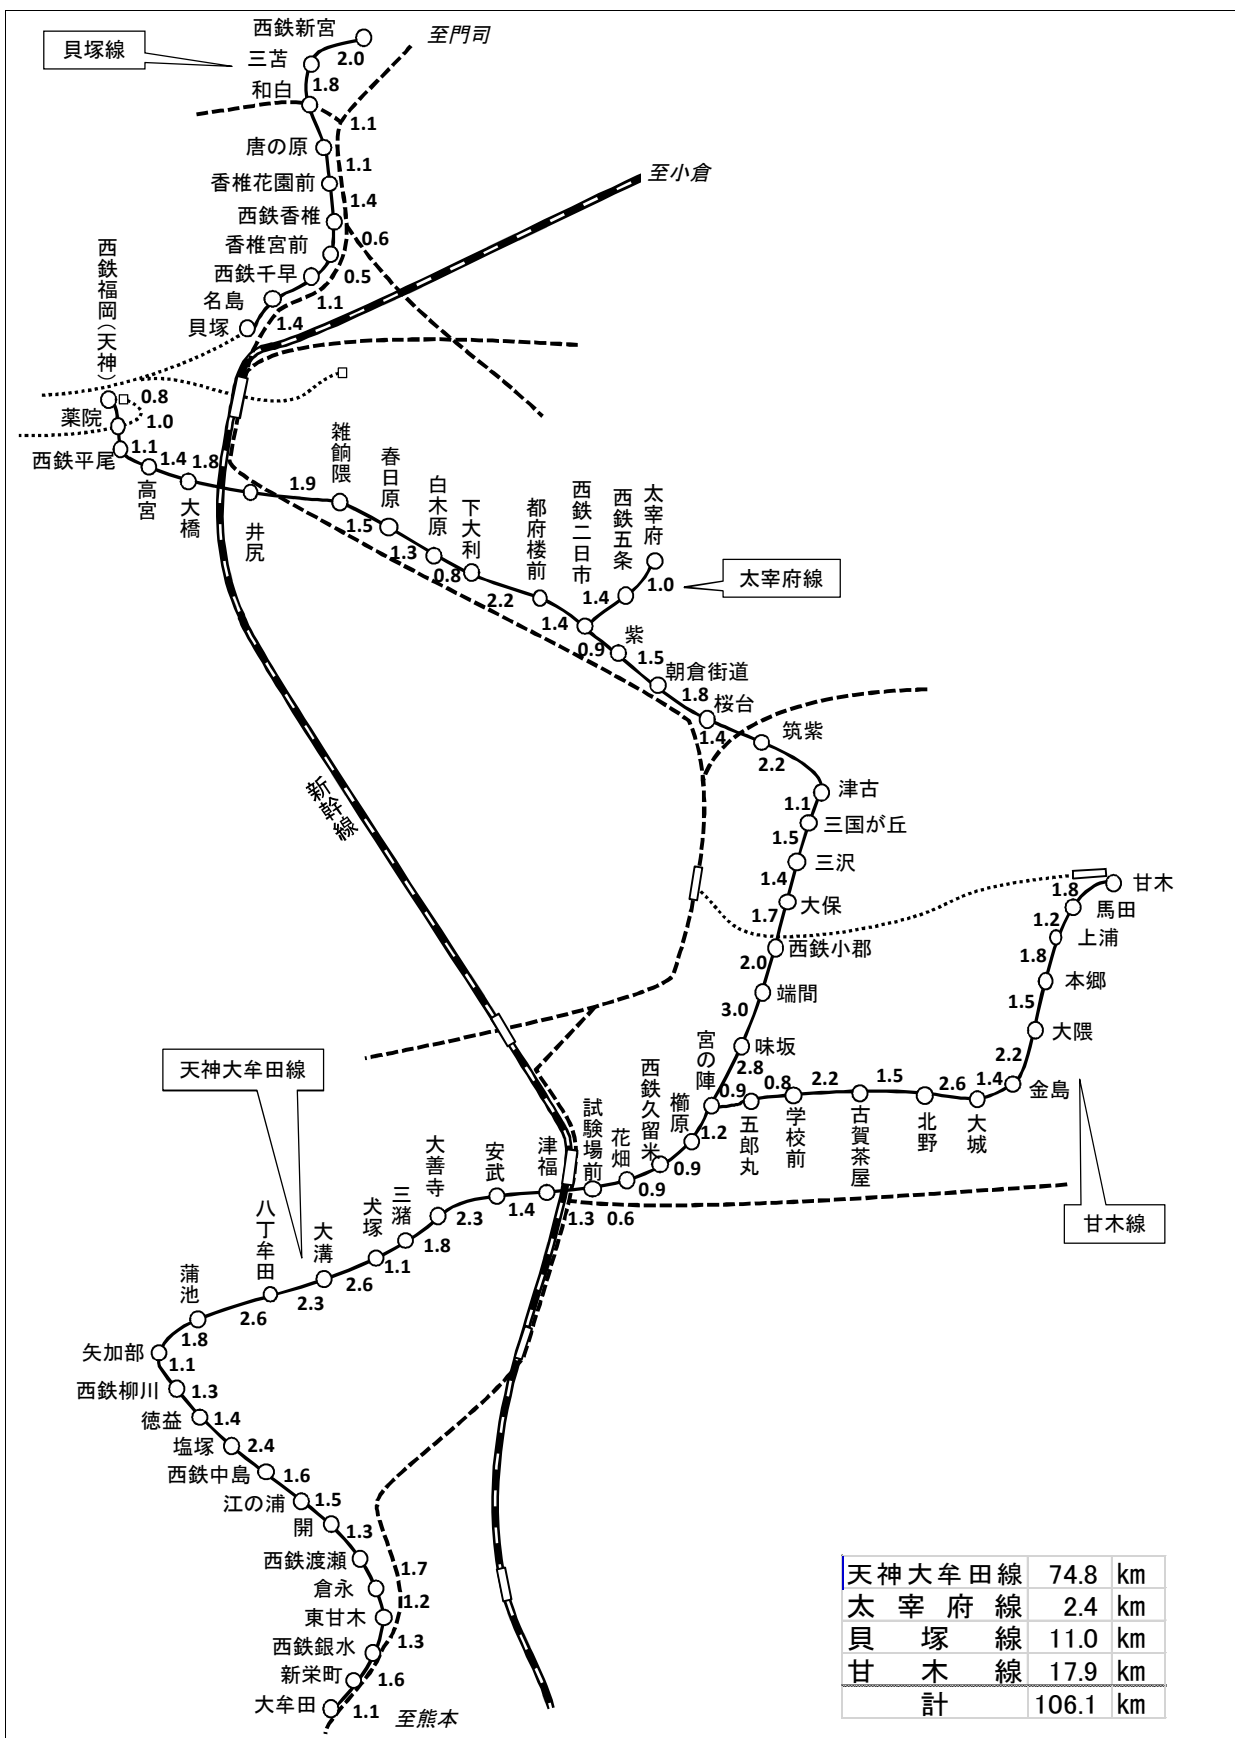 西鉄新宮
至門司
貝塚線
三苫
2.0
1.8
和白
1.1
唐の原
1.1
至小倉
香椎花園前
1.4
西鉄香椎
0.6
香椎宮前
西鉄千早
0.5
名島
1.1
貝塚
1.4
西鉄福岡(天神)
0.8
薬院
1.0
西鉄平尾
1.1
高宮
1.4
大橋
1.8
井尻
1.9
雑餉隈
1.5
春日原
1.3
白木原
0.8
下大利
2.2
都府楼前
1.4
西鉄二日市
1.4
西鉄五条
1.0
太宰府
太宰府線
0.9
紫
1.5
朝倉街道
1.8
桜台
1.4
筑紫
2.2
津古
1.1
三国が丘
1.5
三沢
1.4
大保
1.7
西鉄小郡
2.0
端間
3.0
味坂
2.8
宮の陣
新幹線
甘木
1.8
馬田
1.2
上浦
1.8
本郷
1.5
大隈
2.2
金島
1.4
大城
2.6
北野
1.5
古賀茶屋
2.2
学校前
0.8
五郎丸
0.9
甘木線
1.2
櫛原
0.9
西鉄久留米
0.9
花畑
0.6
試験場前
1.3
津福
1.4
安武
2.3
大善寺
1.8
三潴
1.1
犬塚
2.6
大溝
2.3
八丁牟田
2.6
蒲池
1.8
天神大牟田線
矢加部
1.1
西鉄柳川
1.3
徳益
1.4
塩塚
2.4
西鉄中島
1.6
江の浦
1.5
開
1.3
西鉄渡瀬
1.7
倉永
1.2
東甘木
1.3
西鉄銀水
1.6
新栄町
1.1
大牟田
至熊本
天神大牟田線 74.8 km
太宰府線 2.4 km
貝塚線 11.0 km
甘木線 17.9 km
計 106.1 km